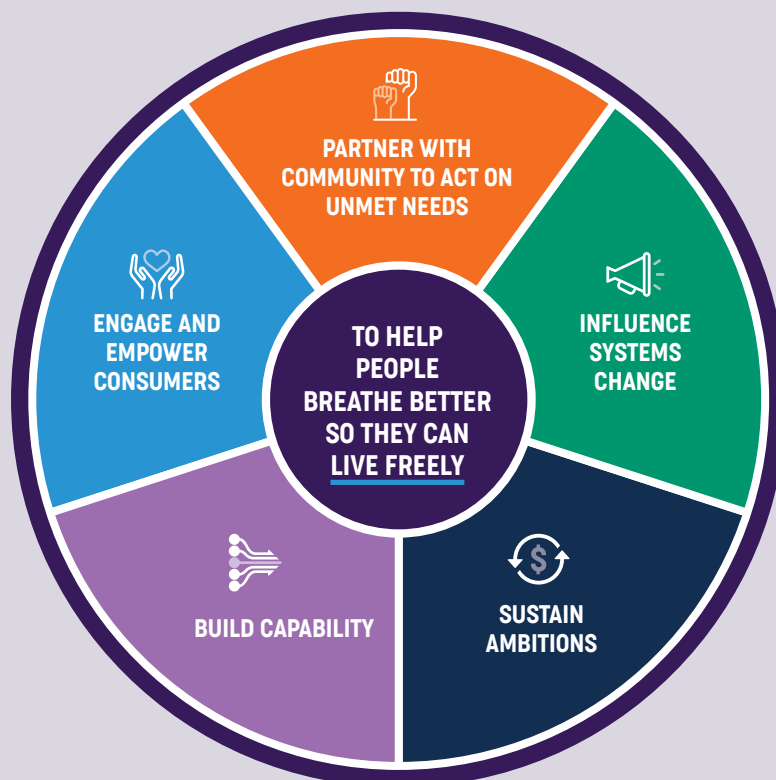 PARTNER WITH
COMMUNITY TO ACT ON
UNMET NEEDS
ENGAGE AND
EMPOWER
CONSUMERS
INFLUENCE
SYSTEMS
CHANGE
TO HELP
PEOPLE
BREATHE BETTER
SO THEY CAN
LIVE FREELY
BUILD CAPABILITY
$
SUSTAIN
AMBITIONS